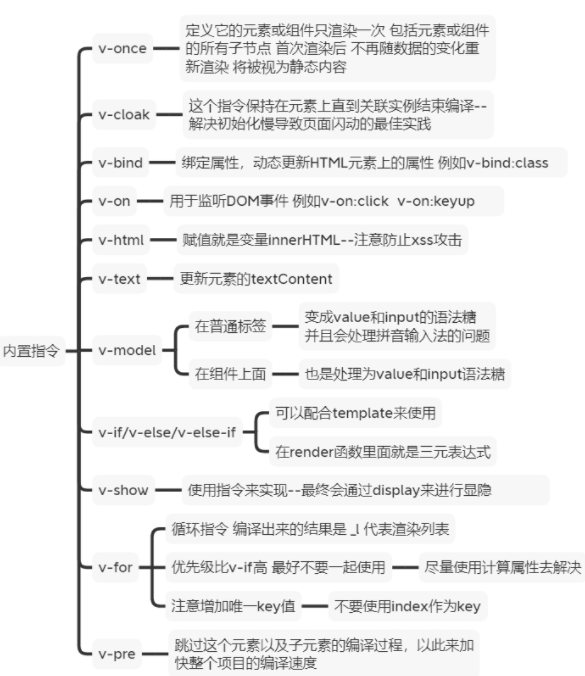 v-once
定义它的元素或组件只渲染一次 包括元素或组件
的所有子节点 首次渲染后 不再随数据的变化重
新渲染 将被视为静态内容
v-cloak
这个指令保持在元素上直到关联实例结束编译--
解决初始化慢导致页面闪动的最佳实践
v-bind
绑定属性，动态更新HTML元素上的属性 例如v-bind:class
v-on
用于监听DOM事件 例如v-on:click v-on:keyup
v-html
赋值就是变量innerHTML--注意防止xss攻击
v-text
更新元素的textContent
内置指令
v-model
在普通标签
变成value和input的语法糖
并且会处理拼音输入法的问题
在组件上面
也是处理为value和input语法糖
v-if/v-else/v-else-if
可以配合template来使用
在render函数里面就是三元表达式
v-show
使用指令来实现--最终会通过display来进行显隐
v-for
循环指令 编译出来的结果是 _l 代表渲染列表
优先级比v-if高 最好不要一起使用
尽量使用计算属性去解决
注意增加唯一key值
不要使用index作为key
v-pre
跳过这个元素以及子元素的编译过程，以此来加
快整个项目的编译速度